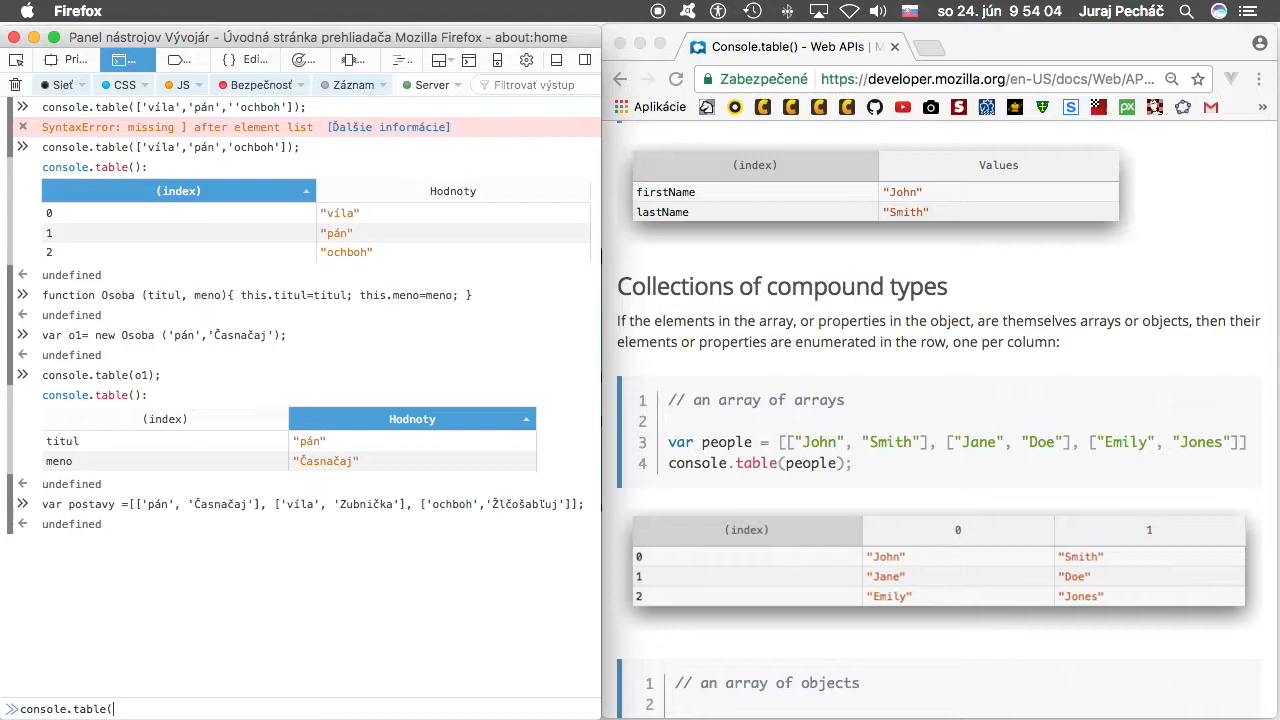 Firefox
so 24. jún 9 54 04 Juraj Pecháč
Panel nástrojov Vývojár - Úvodná stránka prehliadača Mozilla Firefox - about:home
Pri...
{ } Edi...
Sieť
CSS
JS
Bezpečnosť
Záznam
Server
Filtrovať výstup
console.table(['víla','pán',''ochboh']);
SyntaxError: missing ] after element list [Ďalšie informácie]
console.table(['víla','pán','ochboh']);
console.table():
(index) Hodnoty
0 "víla"
1 "pán"
2 "ochboh"
undefined
function Osoba (titul, meno){ this.titul=titul; this.meno=meno; }
undefined
var o1= new Osoba ('pán','Časnačaj');
undefined
console.table(o1);
console.table():
(index) Hodnoty
titul "pán"
meno "Časnačaj"
undefined
var postavy =[['pán', 'Časnačaj'], ['víla', 'Zubnička'], ['ochboh','Žlčošabľuj']];
undefined
console.table(
Console.table() - Web APIs | M
Zabezpečené https://developer.mozilla.org/en-US/docs/Web/AP...
Aplikácie
(index) Values
firstName "John"
lastName "Smith"
Collections of compound types
If the elements in the array, or properties in the object, are themselves arrays or objects, then their
elements or properties are enumerated in the row, one per column:
1 // an array of arrays
2
3 var people = [["John", "Smith"], ["Jane", "Doe"], ["Emily", "Jones"]]
4 console.table(people);
(index) 0 1
0 "John" "Smith"
1 "Jane" "Doe"
2 "Emily" "Jones"
1 // an array of objects
2